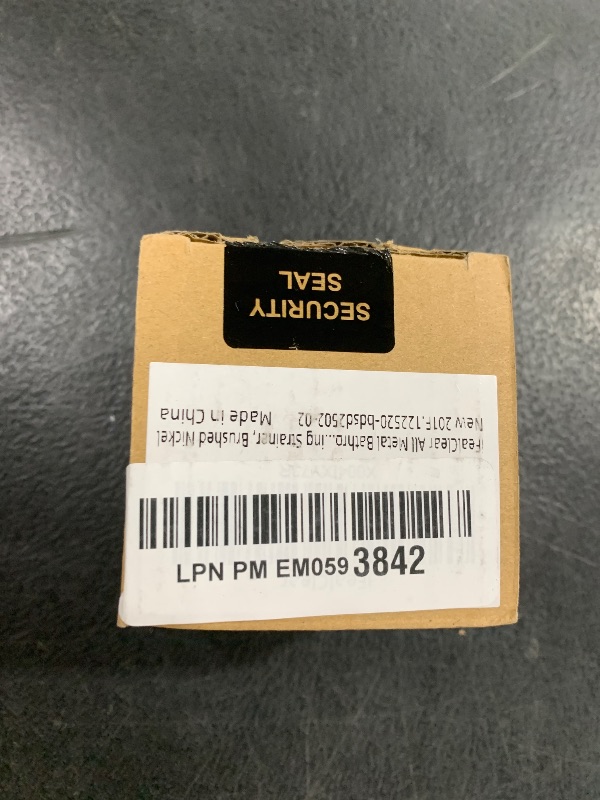 SECURITY
SEAL
iFealClear All Metal Bathro...ing Strainer, Brushed Nickel
New 201F.122520-bdsd2502-02 Made in China
LPN PM EM059 3842